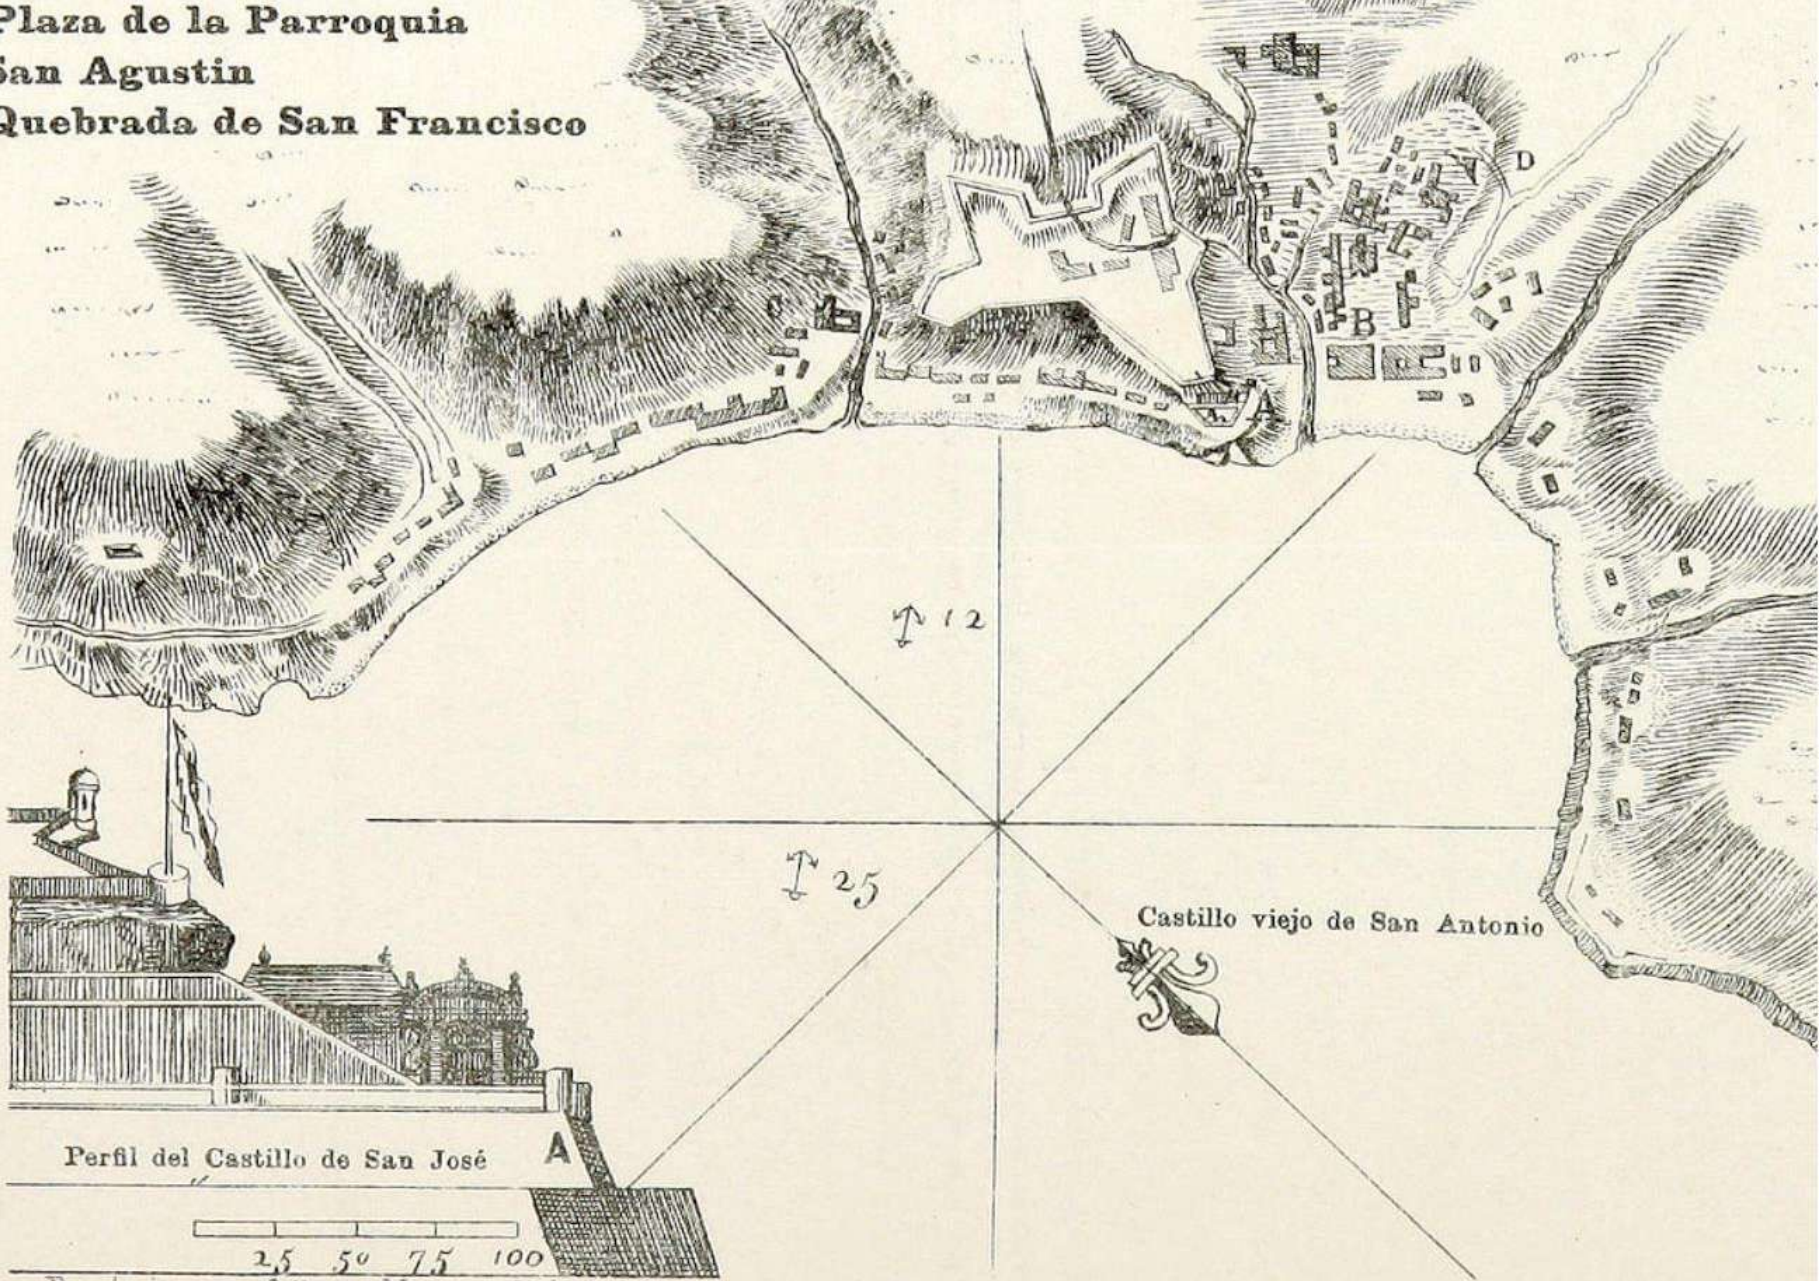 Plaza de la Parroquia
San Agustin
Quebrada de San Francisco
D
C
B
A
12
25
Castillo viejo de San Antonio
Perfil del Castillo de San José
A
25 50 75 100